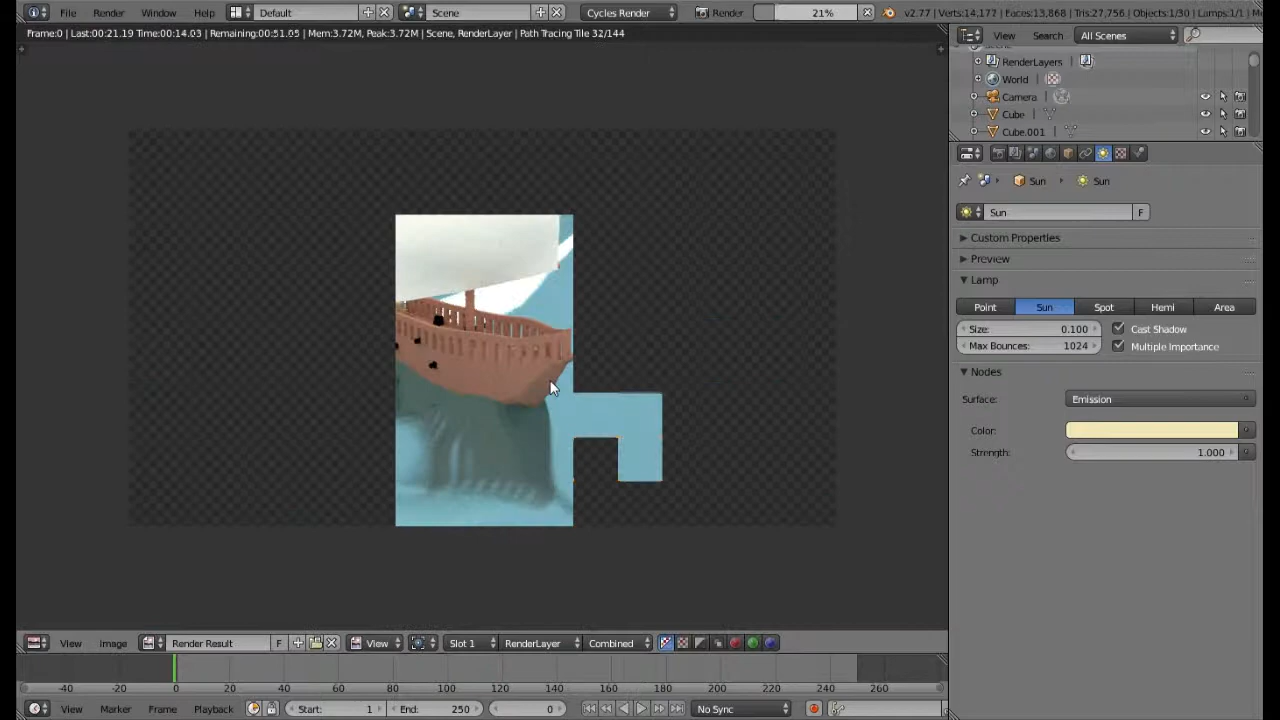 File Render Window Help Default Scene Cycles Render Render 21% v2.77 | Verts:14,177 | Faces:13,868 | Tris:27,756 | Objects:1/30 | Lamps:1/1 |
Frame:0 | Last:00:21.19 Time:00:14.03 | Remaining:00:51.05 | Mem:3.72M, Peak:3.72M | Scene, RenderLayer | Path Tracing Tile 32/144
View Search All Scenes
RenderLayers
World
Camera
Cube
Cube.001
Sun Sun
Sun F
Custom Properties
Preview
Lamp
Point Sun Spot Hemi Area
Size: 0.100 Cast Shadow
Max Bounces: 1024 Multiple Importance
Nodes
Surface: Emission
Color:
Strength: 1.000
View Image Render Result F View Slot 1 RenderLayer Combined
-40 -20 0 20 40 60 80 100 120 140 160 180 200 220 240 260
View Marker Frame Playback Start: 1 End: 250 0 No Sync